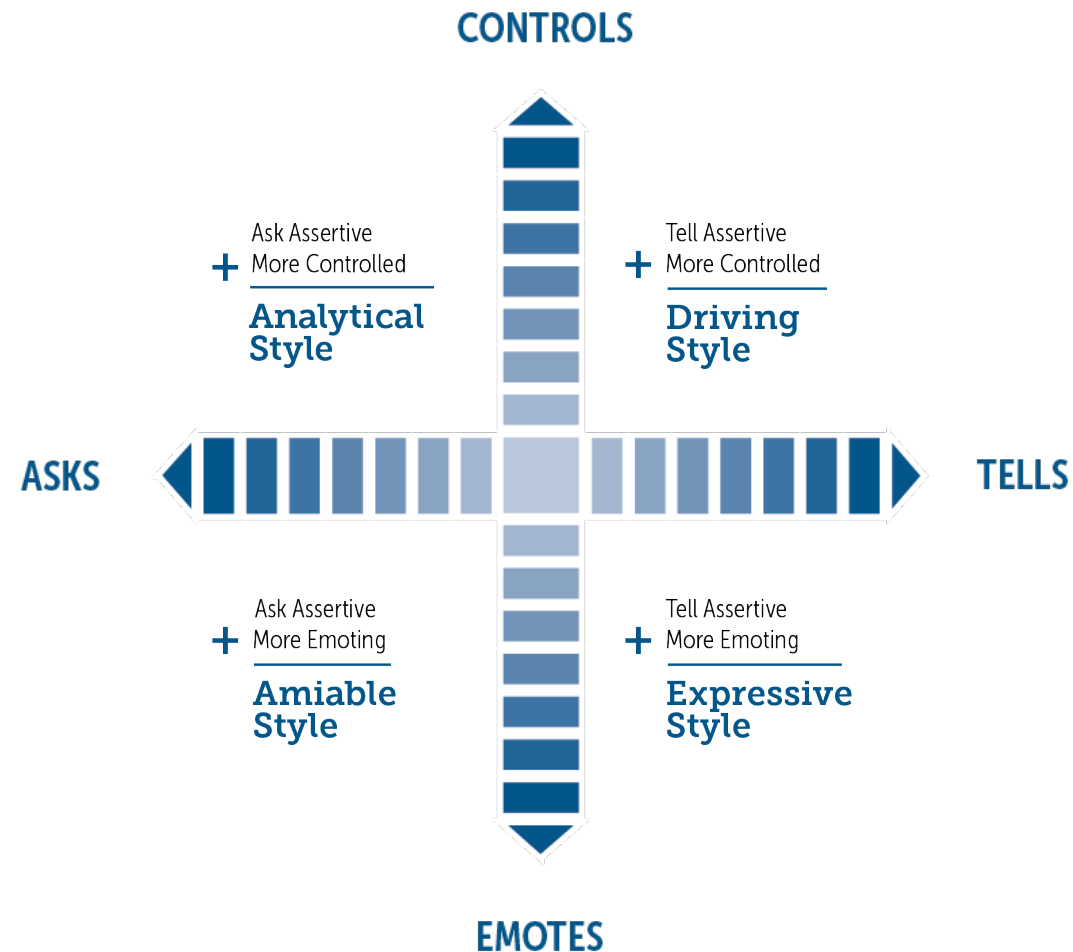 CONTROLS
Ask Assertive
+ More Controlled
Analytical
Style
Tell Assertive
+ More Controlled
Driving
Style
ASKS
TELLS
Ask Assertive
+ More Emoting
Amiable
Style
Tell Assertive
+ More Emoting
Expressive
Style
EMOTES